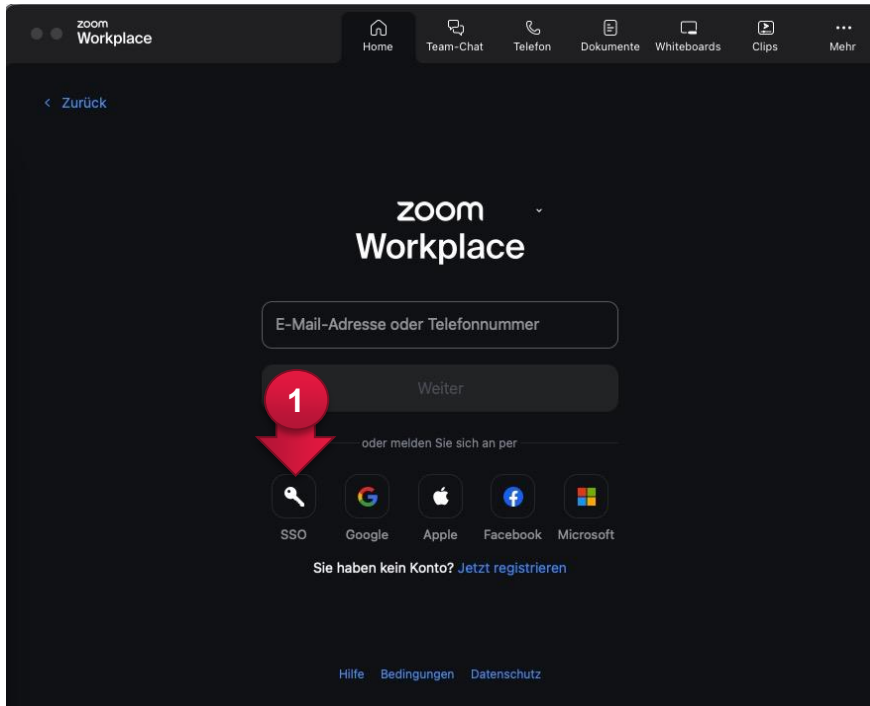 zoom
Workplace
Home
Team-Chat
Telefon
Dokumente
Whiteboards
Clips
Mehr
Zurück
zoom
Workplace
E-Mail-Adresse oder Telefonnummer
Weiter
1
oder melden Sie sich an per
SSO
Google
Apple
Facebook
Microsoft
Sie haben kein Konto? Jetzt registrieren
Hilfe
Bedingungen
Datenschutz